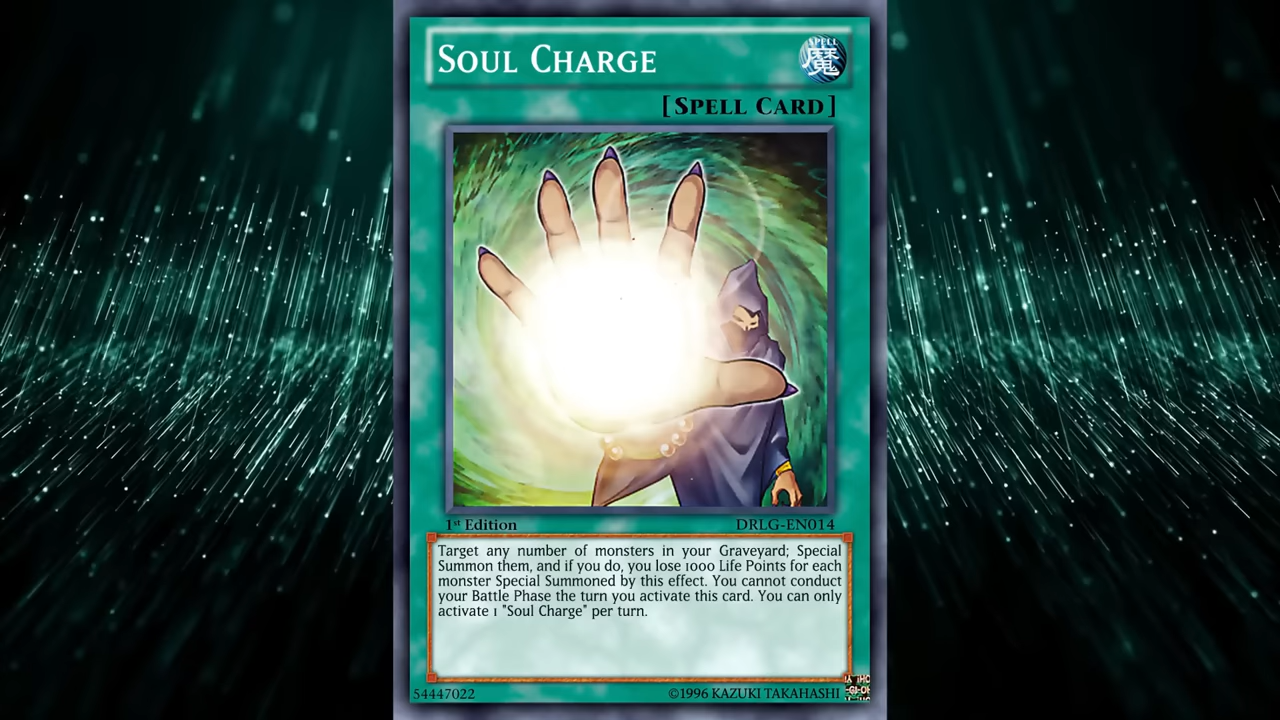 Soul Charge
SPELL
魔
[Spell Card]
1st Edition
DRLG-EN014
Target any number of monsters in your Graveyard; Special
Summon them, and if you do, you lose 1000 Life Points for each
monster Special Summoned by this effect. You cannot conduct
your Battle Phase the turn you activate this card. You can only
activate 1 "Soul Charge" per turn.
54447022
©1996 KAZUKI TAKAHASHI